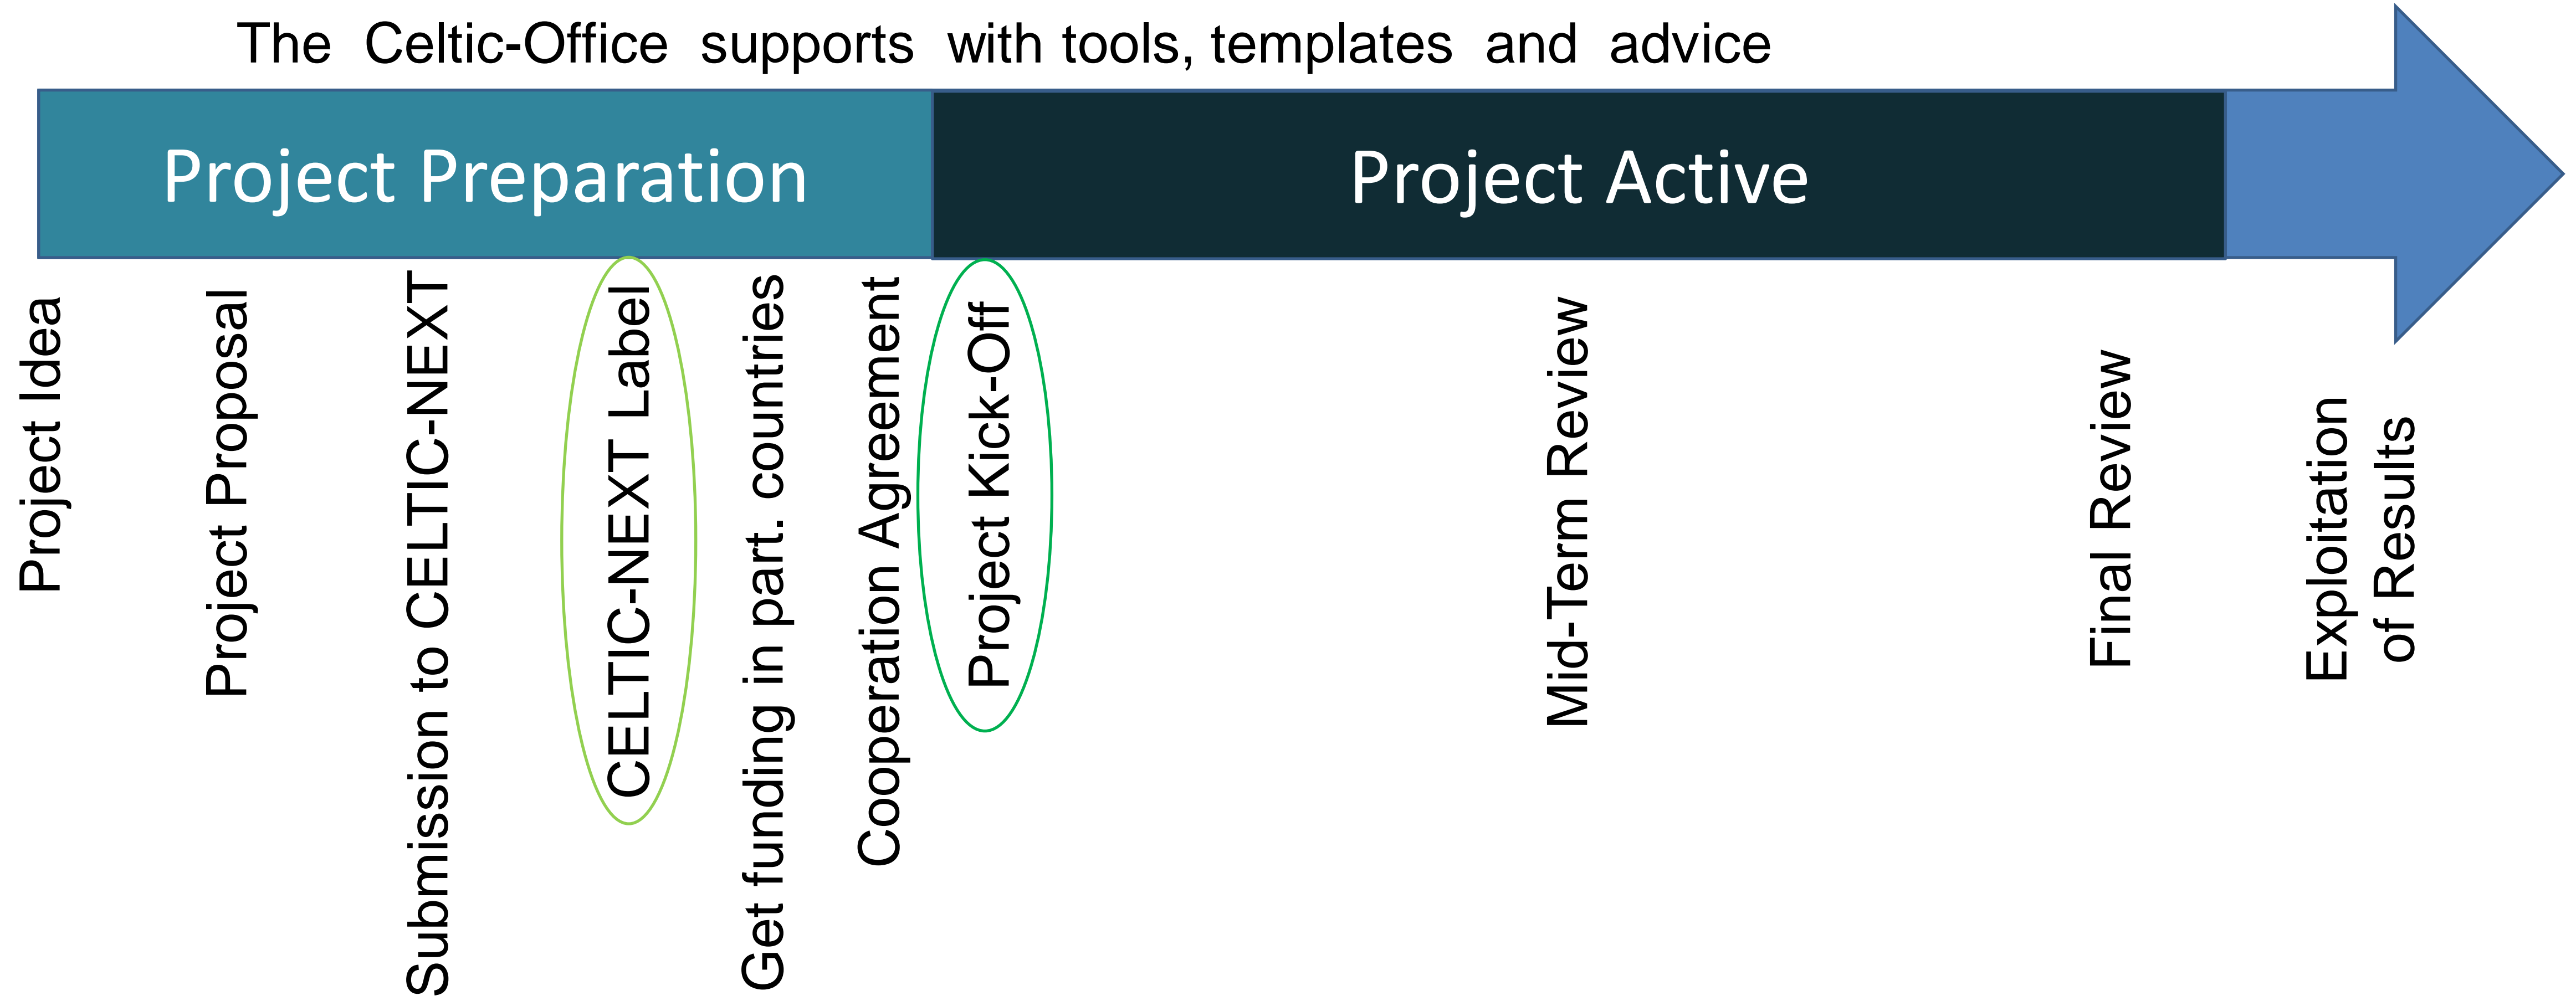 The Celtic-Office supports with tools, templates and advice
Project Preparation
Project Active
Project Idea
Project Proposal
Submission to CELTIC-NEXT
CELTIC-NEXT Label
Get funding in part. countries
Cooperation Agreement
Project Kick-Off
Mid-Term Review
Final Review
Exploitation
of Results